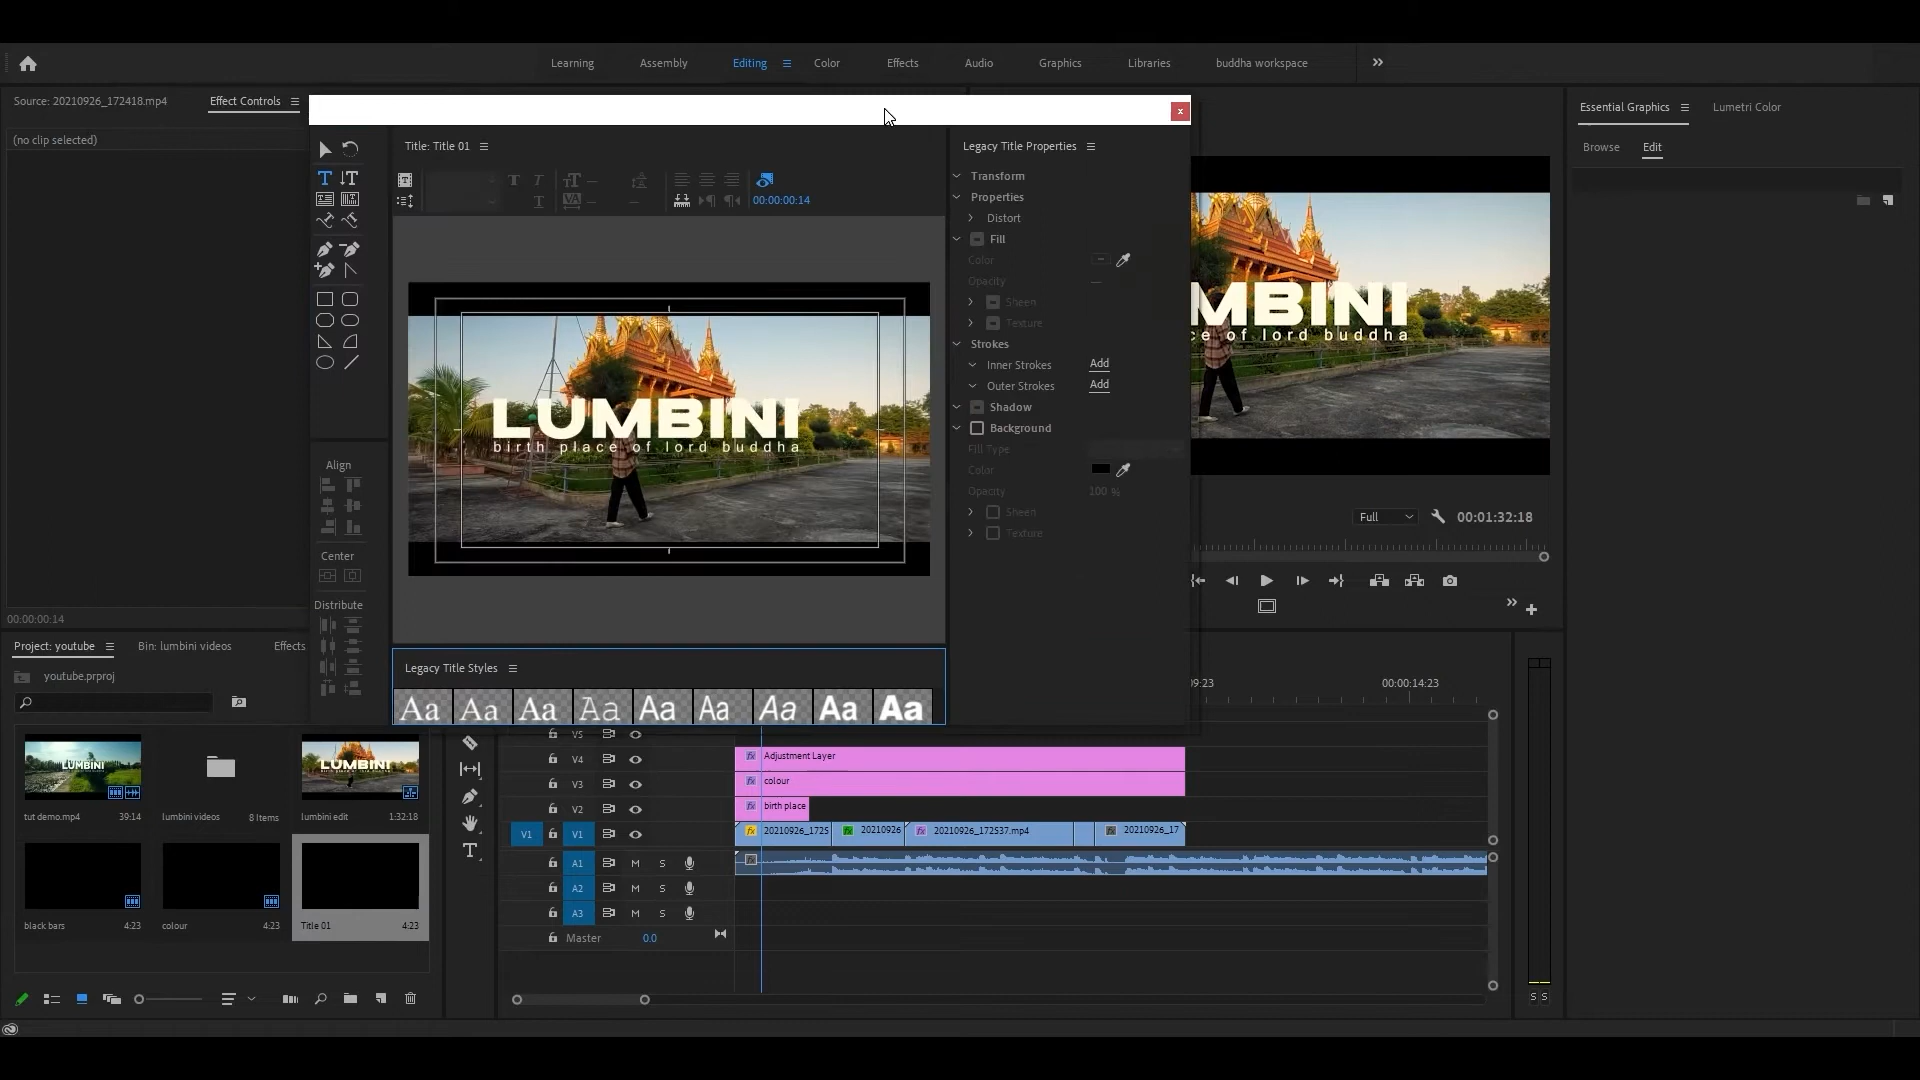 Learning
Assembly
Editing
Color
Effects
Audio
Graphics
Libraries
buddha workspace
Source: 20210926_172418.mp4
Effect Controls
(no clip selected)
00:00:00:14
Title: Title 01
00:00:00:14
LUMBINI
birth place of lord buddha
Align
Center
Distribute
Legacy Title Styles
Aa Aa Aa Aa Aa Aa Aa Aa Aa
Legacy Title Properties
Transform
Properties
Distort
Fill
Color
Opacity
Sheen
Texture
Strokes
Inner Strokes Add
Outer Strokes Add
Shadow
Background
Fill Type
Color
Opacity 100 %
Sheen
Texture
MBINI
e of lord buddha
Full
00:01:32:18
Essential Graphics
Lumetri Color
Browse
Edit
Project: youtube
Bin: lumbini videos
Effects
youtube.prproj
LUMBINI
tut demo.mp4 39:14
lumbini videos 8 Items
LUMBINI
lumbini edit 1:32:18
black bars 4:23
colour 4:23
Title 01 4:23
09:23
00:00:14:23
V5
V4
Adjustment Layer
V3
colour
V2
birth place
V1 V1
20210926_1725
20210926
20210926_172537.mp4
20210926_17
A1 M S
A2 M S
A3 M S
Master 0.0
S S